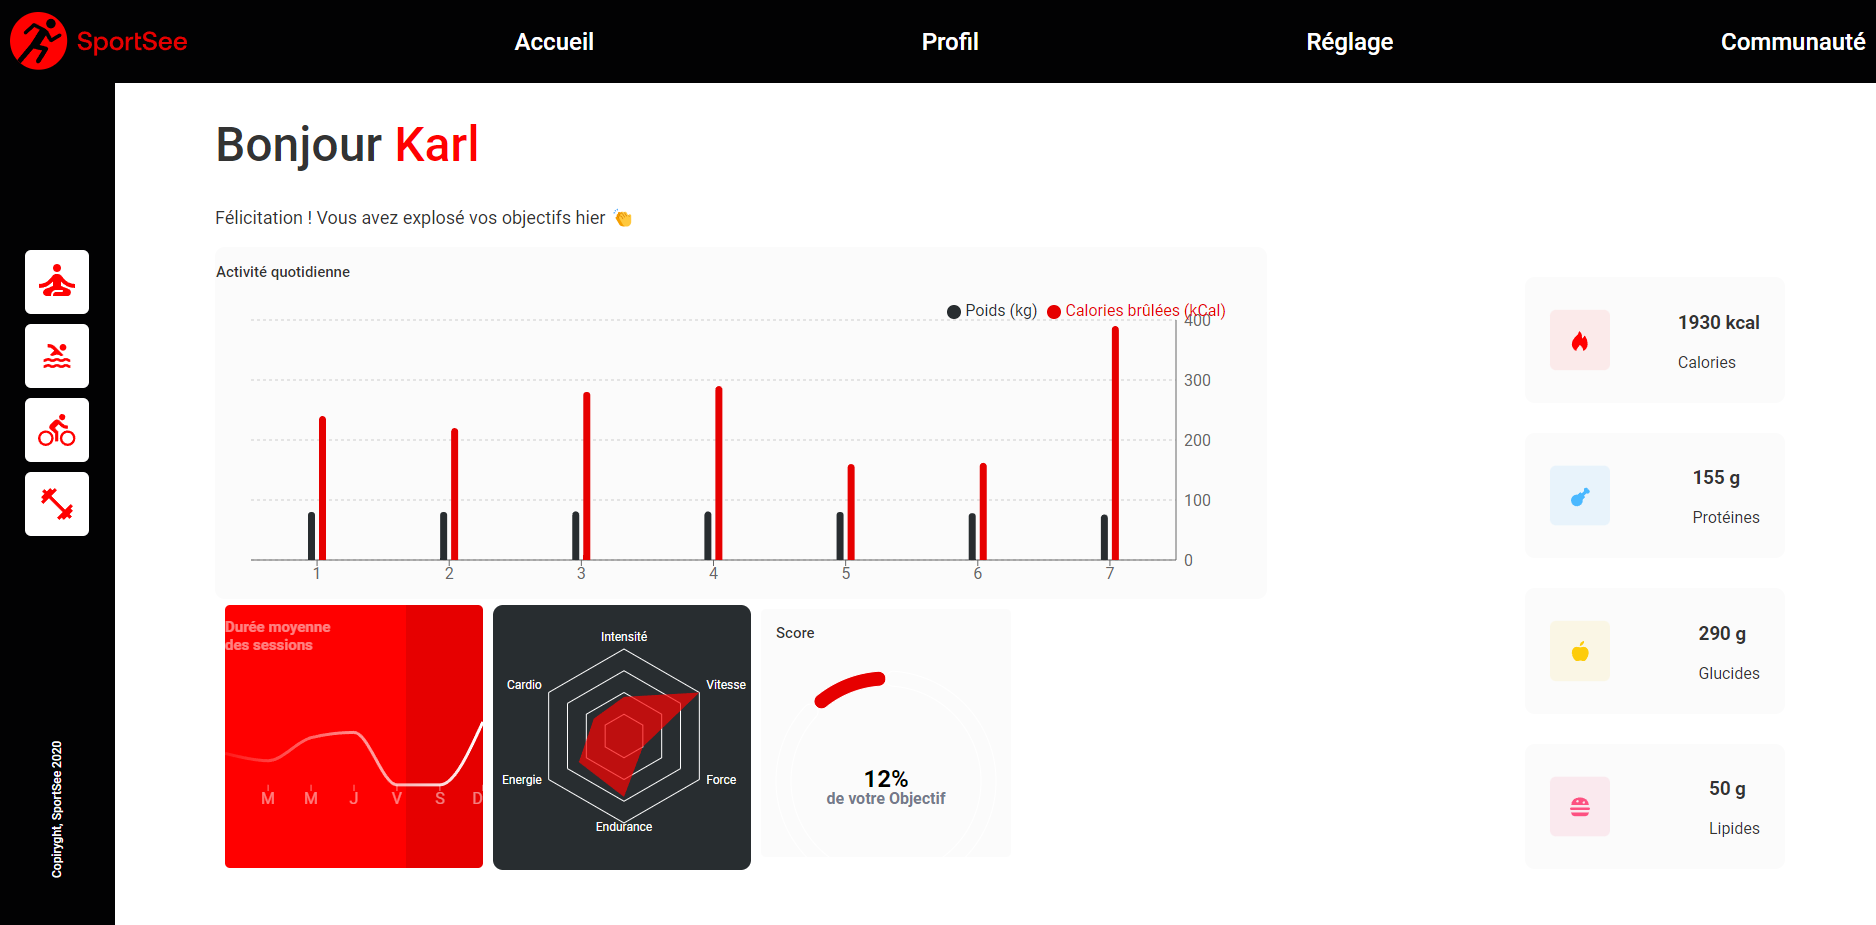 SportSee
Accueil
Profil
Réglage
Communauté
Bonjour Karl
Félicitation ! Vous avez explosé vos objectifs hier 👏
Activité quotidienne
Poids (kg)
Calories brûlées (kCal)
400
300
200
100
0
1 2 3 4 5 6 7
Durée moyenne
des sessions
M M J V S D
Intensité
Vitesse
Force
Endurance
Energie
Cardio
Score
12%
de votre Objectif
1930 kcal
Calories
155 g
Protéines
290 g
Glucides
50 g
Lipides
Copiryght, SportSee 2020